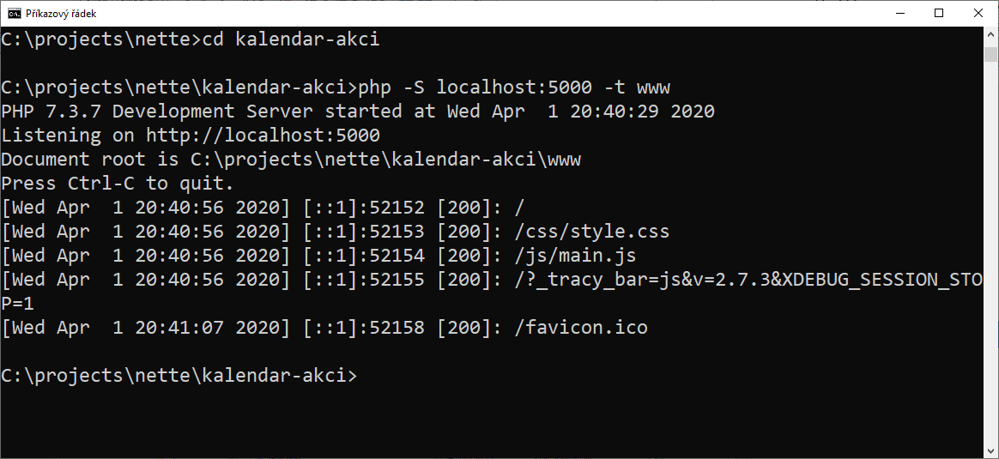 Příkazový řádek
C:\projects\nette>cd kalendar-akci
C:\projects\nette\kalendar-akci>php -S localhost:5000 -t www
PHP 7.3.7 Development Server started at Wed Apr  1 20:40:29 2020
Listening on http://localhost:5000
Document root is C:\projects\nette\kalendar-akci\www
Press Ctrl-C to quit.
[Wed Apr  1 20:40:56 2020] [::1]:52152 [200]: /
[Wed Apr  1 20:40:56 2020] [::1]:52153 [200]: /css/style.css
[Wed Apr  1 20:40:56 2020] [::1]:52154 [200]: /js/main.js
[Wed Apr  1 20:40:56 2020] [::1]:52155 [200]: /?_tracy_bar=js&v=2.7.3&XDEBUG_SESSION_STO
P=1
[Wed Apr  1 20:41:07 2020] [::1]:52158 [200]: /favicon.ico
C:\projects\nette\kalendar-akci>